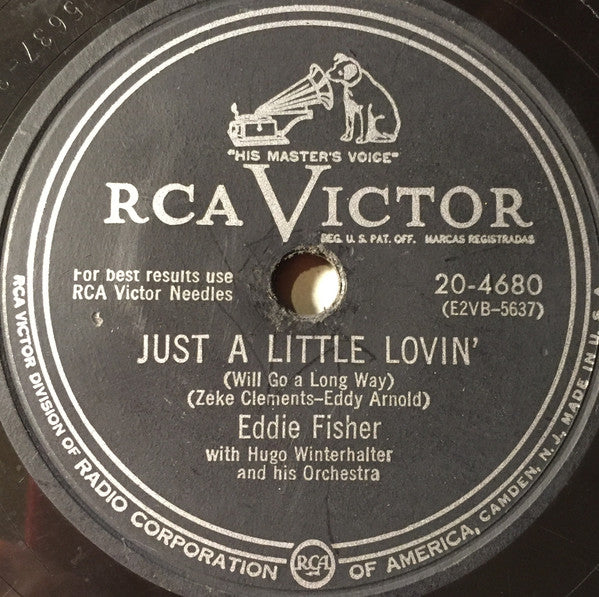 "HIS MASTER'S VOICE"
RCA VICTOR
REG. U. S. PAT. OFF. MARCAS REGISTRADAS
For best results use
RCA Victor Needles
20-4680
(E2VB-5637)
JUST A LITTLE LOVIN'
(Will Go a Long Way)
(Zeke Clements-Eddy Arnold)
Eddie Fisher
with Hugo Winterhalter
and his Orchestra
RCA VICTOR DIVISION OF RADIO CORPORATION OF AMERICA, CAMDEN, N. J. MADE IN U. S. A.
RCA